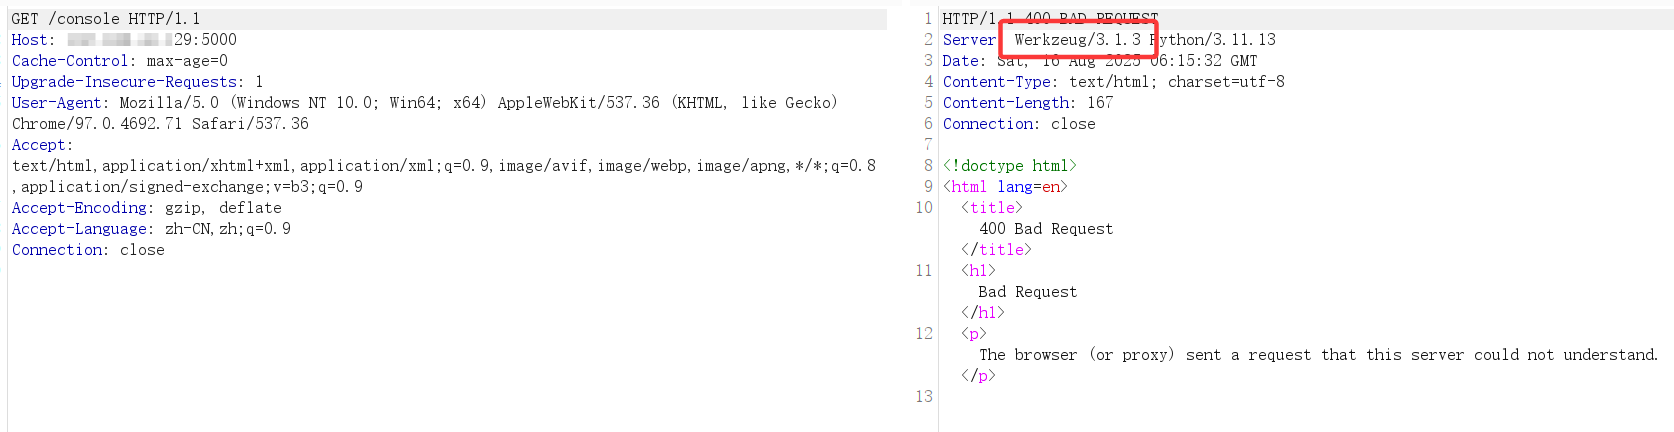 GET /console HTTP/1.1
Host: 29:5000
Cache-Control: max-age=0
Upgrade-Insecure-Requests: 1
User-Agent: Mozilla/5.0 (Windows NT 10.0; Win64; x64) AppleWebKit/537.36 (KHTML, like Gecko)
Chrome/97.0.4692.71 Safari/537.36
Accept:
text/html,application/xhtml+xml,application/xml;q=0.9,image/avif,image/webp,image/apng,*/*;q=0.8
,application/signed-exchange;v=b3;q=0.9
Accept-Encoding: gzip, deflate
Accept-Language: zh-CN,zh;q=0.9
Connection: close
1 HTTP/1.1 400 BAD REQUEST
2 Server: Werkzeug/3.1.3 Python/3.11.13
3 Date: Sat, 16 Aug 2025 06:15:32 GMT
4 Content-Type: text/html; charset=utf-8
5 Content-Length: 167
6 Connection: close
7
8 <!doctype html>
9 <html lang=en>
10 <title>
400 Bad Request
</title>
11 <h1>
Bad Request
</h1>
12 <p>
The browser (or proxy) sent a request that this server could not understand.
</p>
13